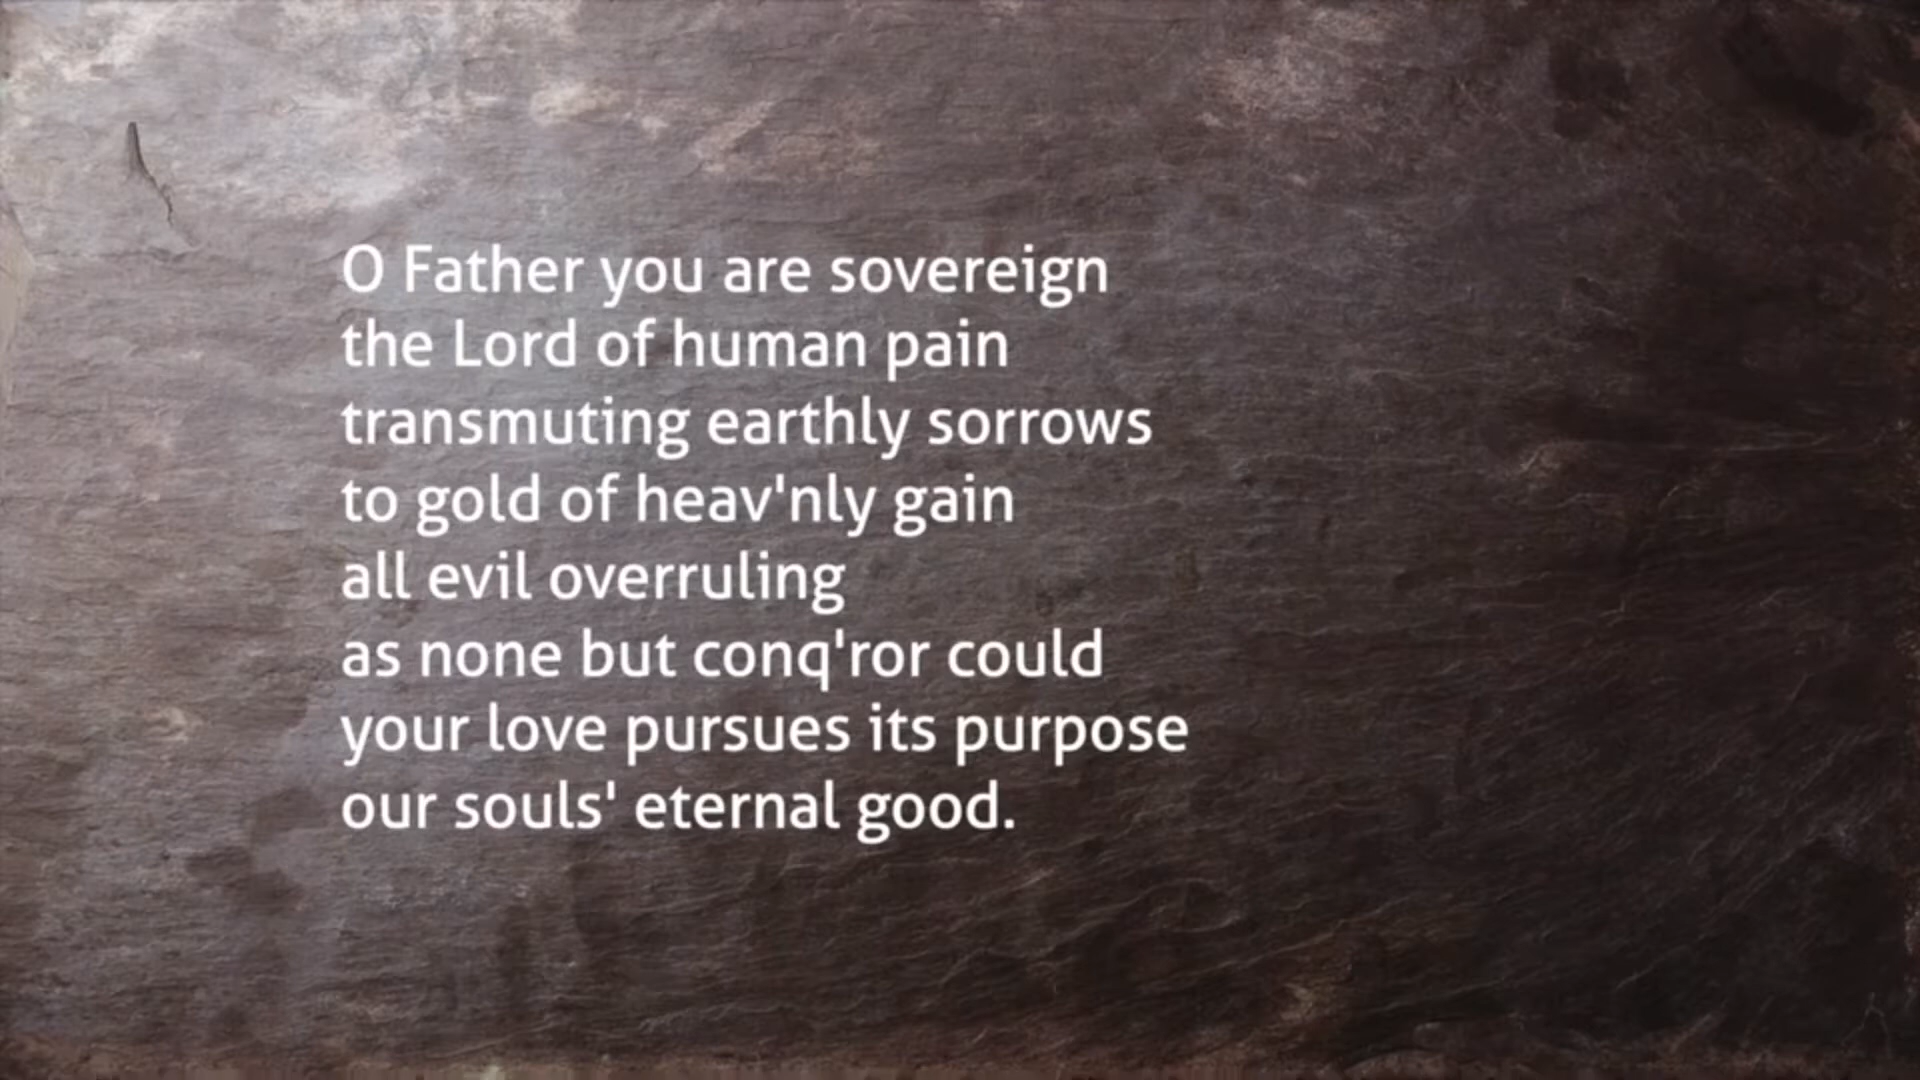 O Father you are sovereign
the Lord of human pain
transmuting earthly sorrows
to gold of heav'nly gain
all evil overruling
as none but conq'ror could
your love pursues its purpose
our souls' eternal good.